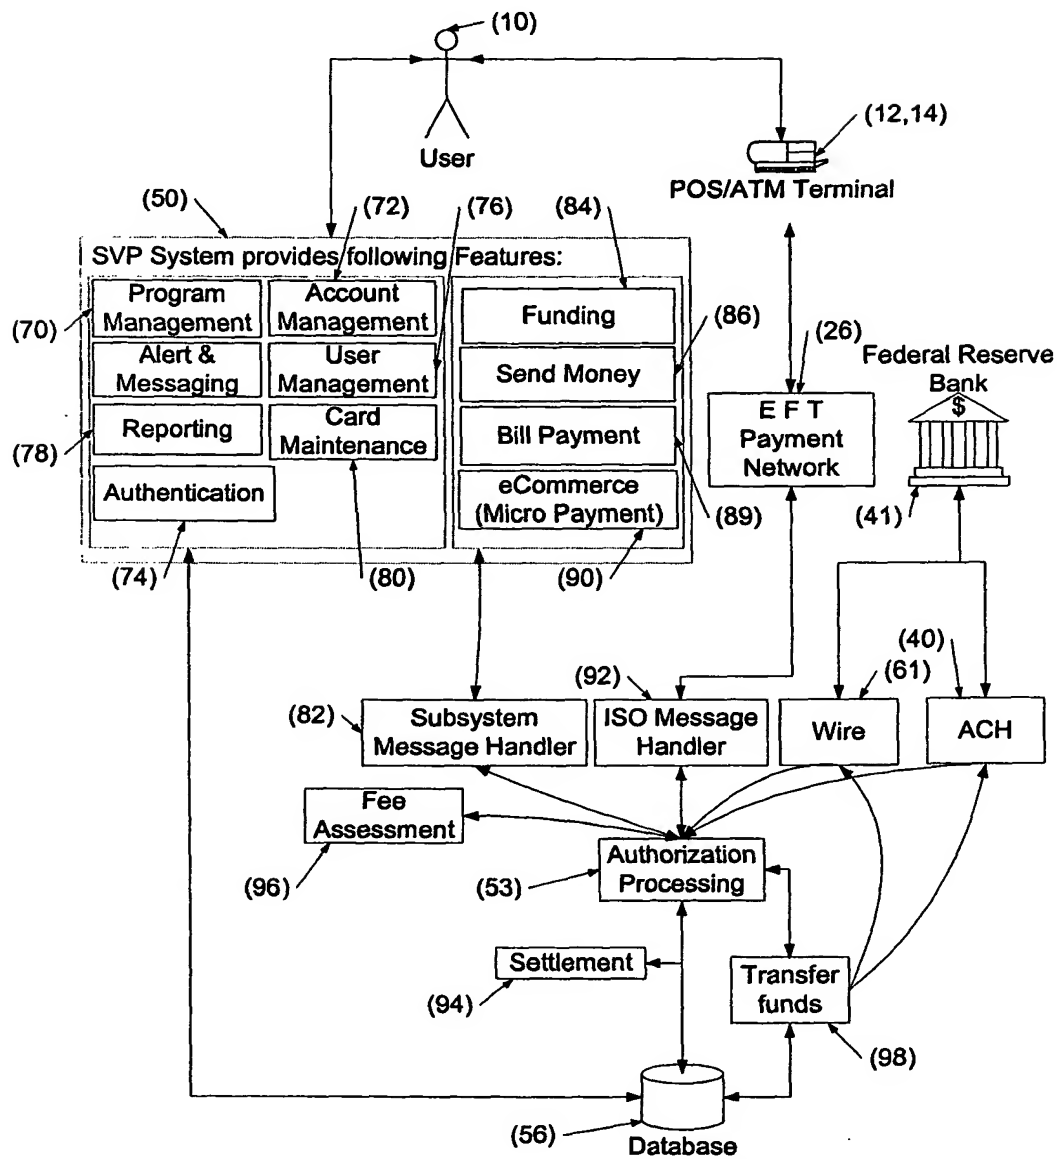 (10)
User
(12,14)
POS/ATM Terminal
(50)
(72)
(76)
(84)
SVP System provides following Features:
Program
Management
Account
Management
Funding
(70)
(86)
(26)
Alert &
Messaging
User
Management
Send Money
Federal Reserve
Bank
$
Reporting
Card
Maintenance
Bill Payment
E F T
Payment
Network
(78)
Authentication
eCommerce
(Micro Payment)
(89)
(41)
(74)
(80)
(90)
(40)
(92)
(61)
(82)
Subsystem
Message Handler
ISO Message
Handler
Wire
ACH
Fee
Assessment
(96)
(53)
Authorization
Processing
Settlement
(94)
Transfer
funds
(98)
(56)
Database